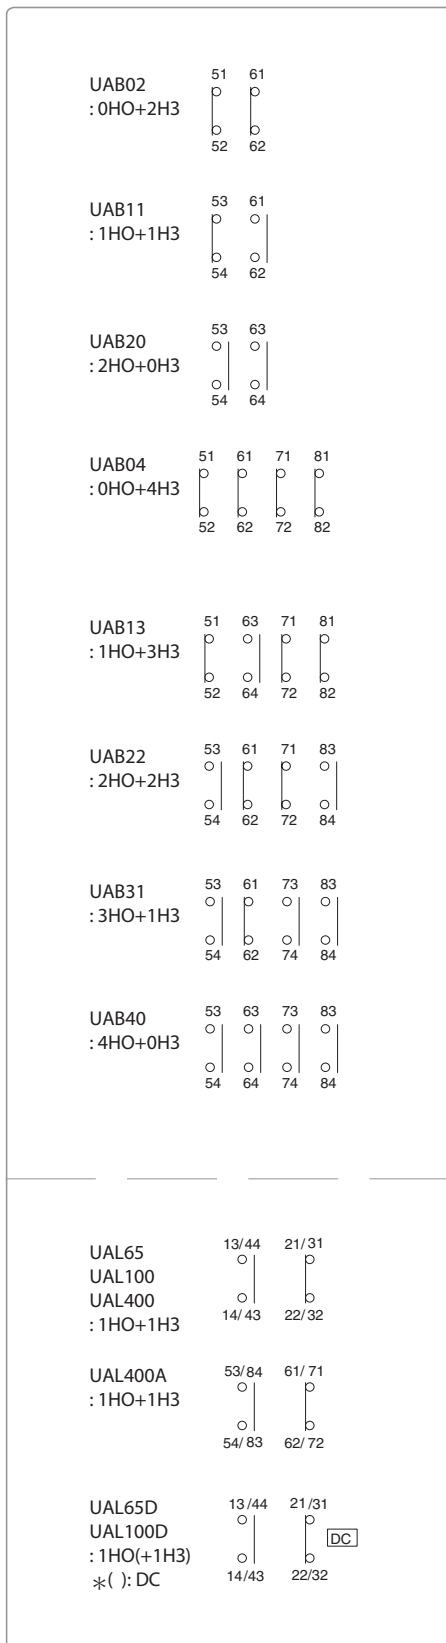 51 61
UAB02
: 0HO+2H3
52 62
53 61
UAB11
: 1HO+1H3
54 62
53 63
UAB20
: 2HO+0H3
54 64
51 61 71 81
UAB04
: 0HO+4H3
52 62 72 82
51 63 71 81
UAB13
: 1HO+3H3
52 64 72 82
53 61 71 83
UAB22
: 2HO+2H3
54 62 72 84
53 61 73 83
UAB31
: 3HO+1H3
54 62 74 84
53 63 73 83
UAB40
: 4HO+0H3
54 64 74 84
13/44 21/31
UAL65
UAL100
UAL400
14/43 22/32
: 1HO+1H3
53/84 61/71
UAL400A
: 1HO+1H3
54/83 62/72
13/44 21/31
UAL65D
UAL100D
DC
: 1HO(+1H3)
14/43 22/32
*( ): DC